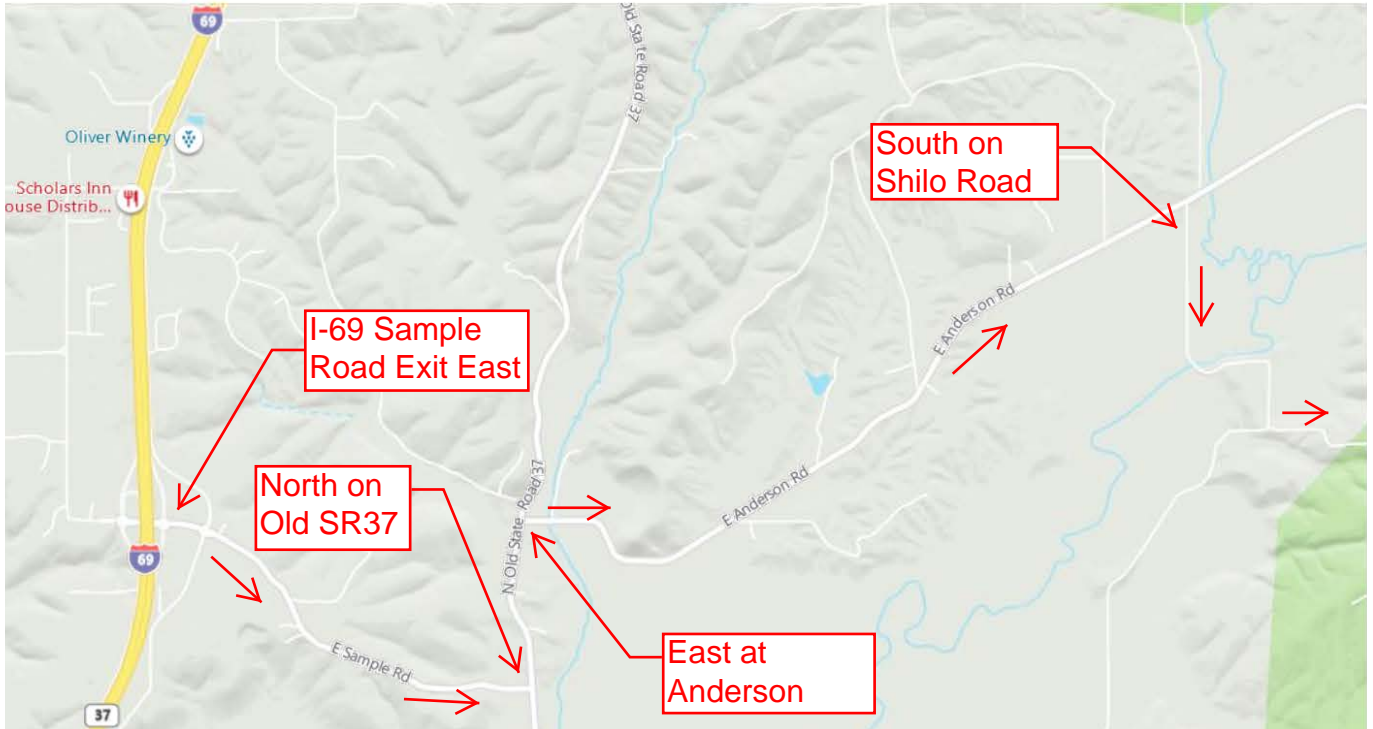 69
Old State Road 37
Oliver Winery
Scholars Inn
ouse Distrib...
South on
Shilo Road
I-69 Sample
Road Exit East
E Anderson Rd
North on
Old SR37
N Old State Road 37
E Anderson Rd
69
E Sample Rd
East at
Anderson
37